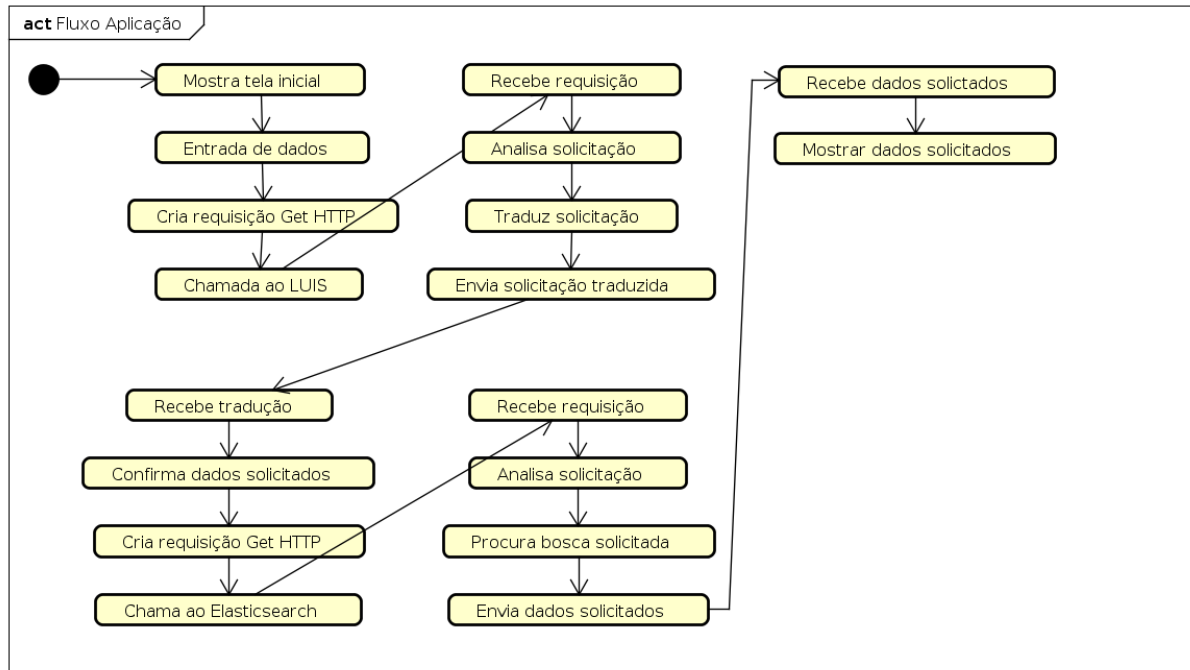 act Fluxo Aplicação
Mostra tela inicial
Entrada de dados
Cria requisição Get HTTP
Chamada ao LUIS
Recebe requisição
Analisa solicitação
Traduz solicitação
Envia solicitação traduzida
Recebe tradução
Confirma dados solicitados
Cria requisição Get HTTP
Chama ao Elasticsearch
Recebe requisição
Analisa solicitação
Procura bosca solicitada
Envia dados solicitados
Recebe dados solictados
Mostrar dados solicitados